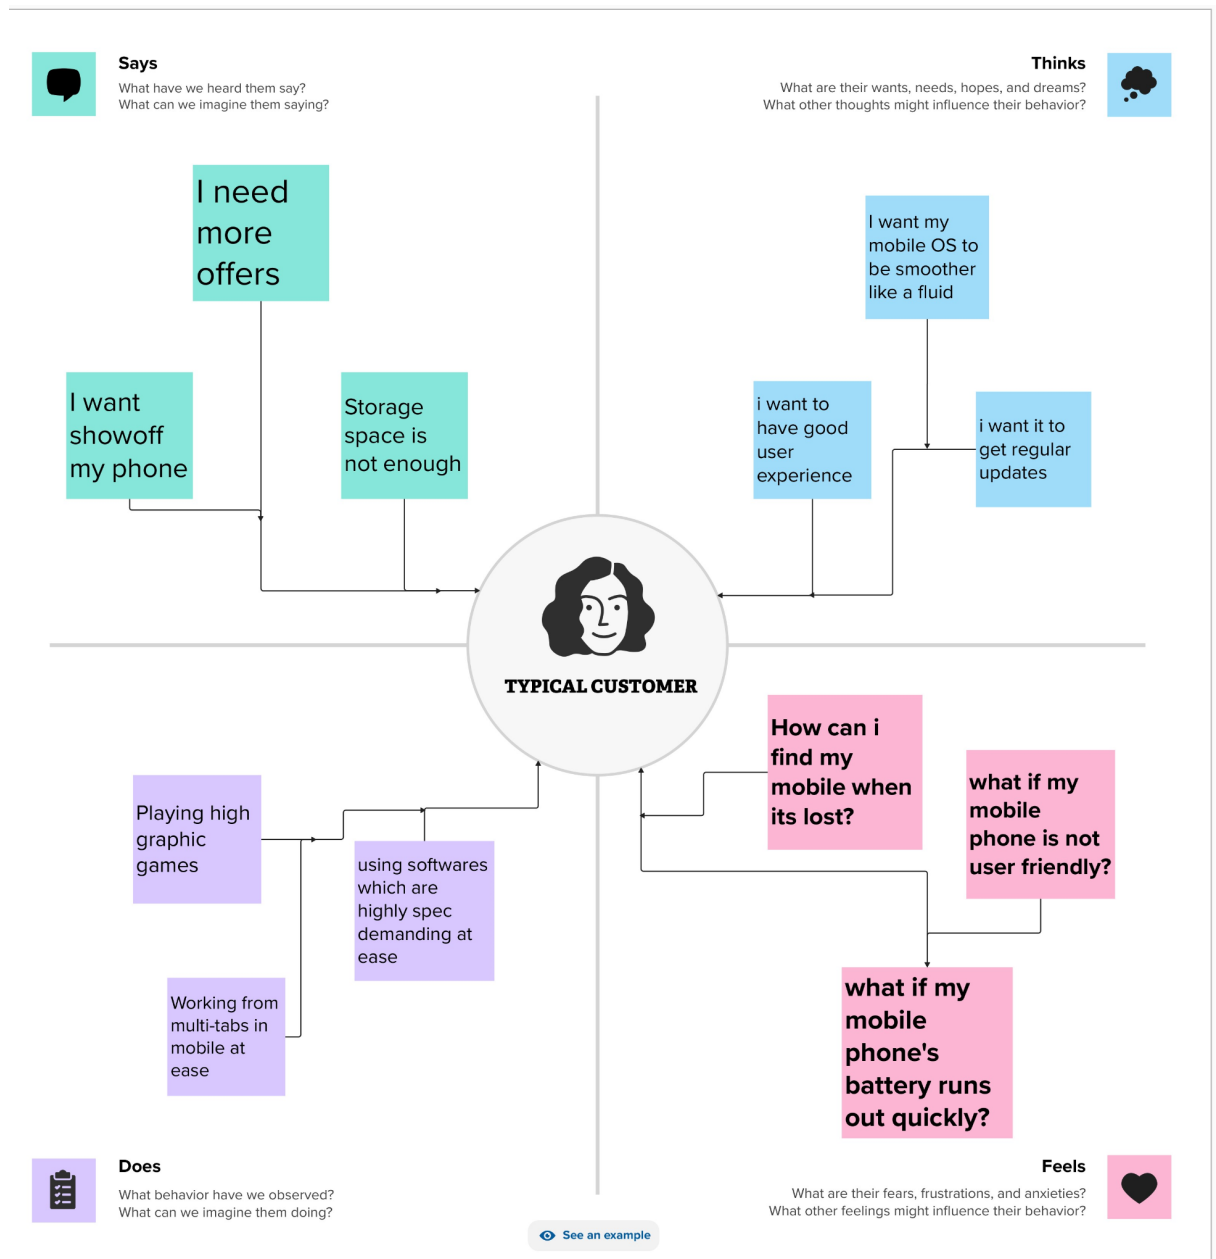 Says
What have we heard them say?
What can we imagine them saying?
Thinks
What are their wants, needs, hopes, and dreams?
What other thoughts might influence their behavior?
I need
more
offers
I want
showoff
my phone
Storage
space is
not enough
I want my
mobile OS to
be smoother
like a fluid
i want to
have good
user
experience
i want it to
get regular
updates
TYPICAL CUSTOMER
Playing high
graphic
games
using softwares
which are
highly spec
demanding at
ease
Working from
multi-tabs in
mobile at
ease
How can i
find my
mobile when
its lost?
what if my
mobile
phone is not
user friendly?
what if my
mobile
phone's
battery runs
out quickly?
Does
What behavior have we observed?
What can we imagine them doing?
Feels
What are their fears, frustrations, and anxieties?
What other feelings might influence their behavior?
See an example